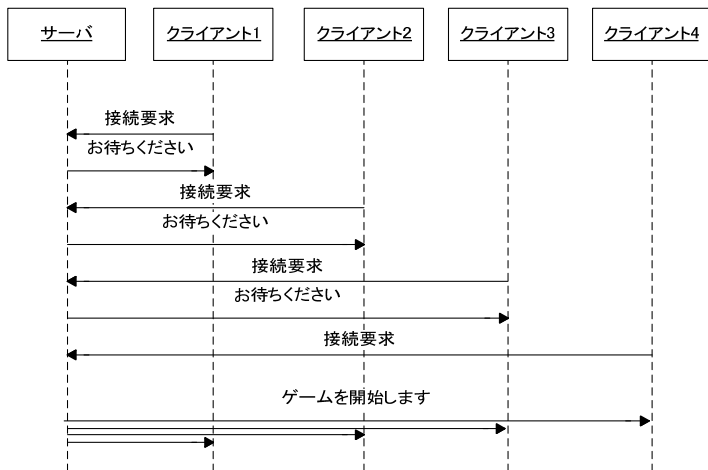 サーバ
クライアント1
クライアント2
クライアント3
クライアント4
接続要求
お待ちください
接続要求
お待ちください
接続要求
お待ちください
接続要求
ゲームを開始します